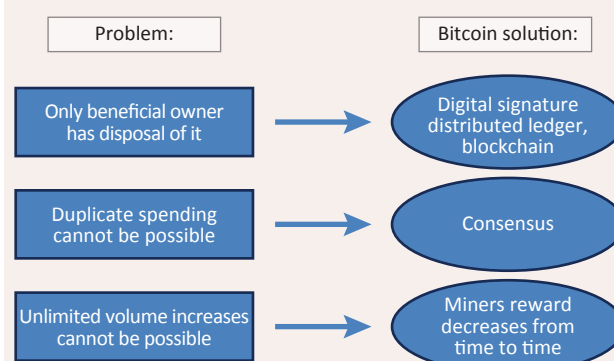 Problem:
Bitcoin solution:
Only beneficial owner
has disposal of it
Digital signature
distributed ledger,
blockchain
Duplicate spending
cannot be possible
Consensus
Unlimited volume increases
cannot be possible
Miners reward
decreases from
time to time